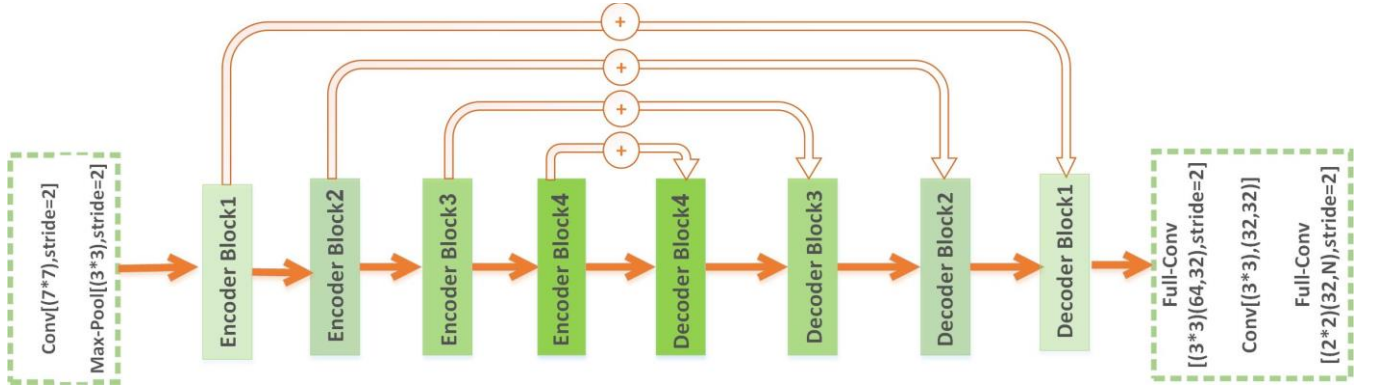 +
+
+
+
Conv[(7*7),stride=2]
Max-Pool[(3*3),stride=2]
Encoder Block1
Encoder Block2
Encoder Block3
Encoder Block4
Decoder Block4
Decoder Block3
Decoder Block2
Decoder Block1
Full-Conv
[(3*3)(64,32),stride=2]
Conv[(3*3),(32,32)]
Full-Conv
[(2*2)(32,N),stride=2]